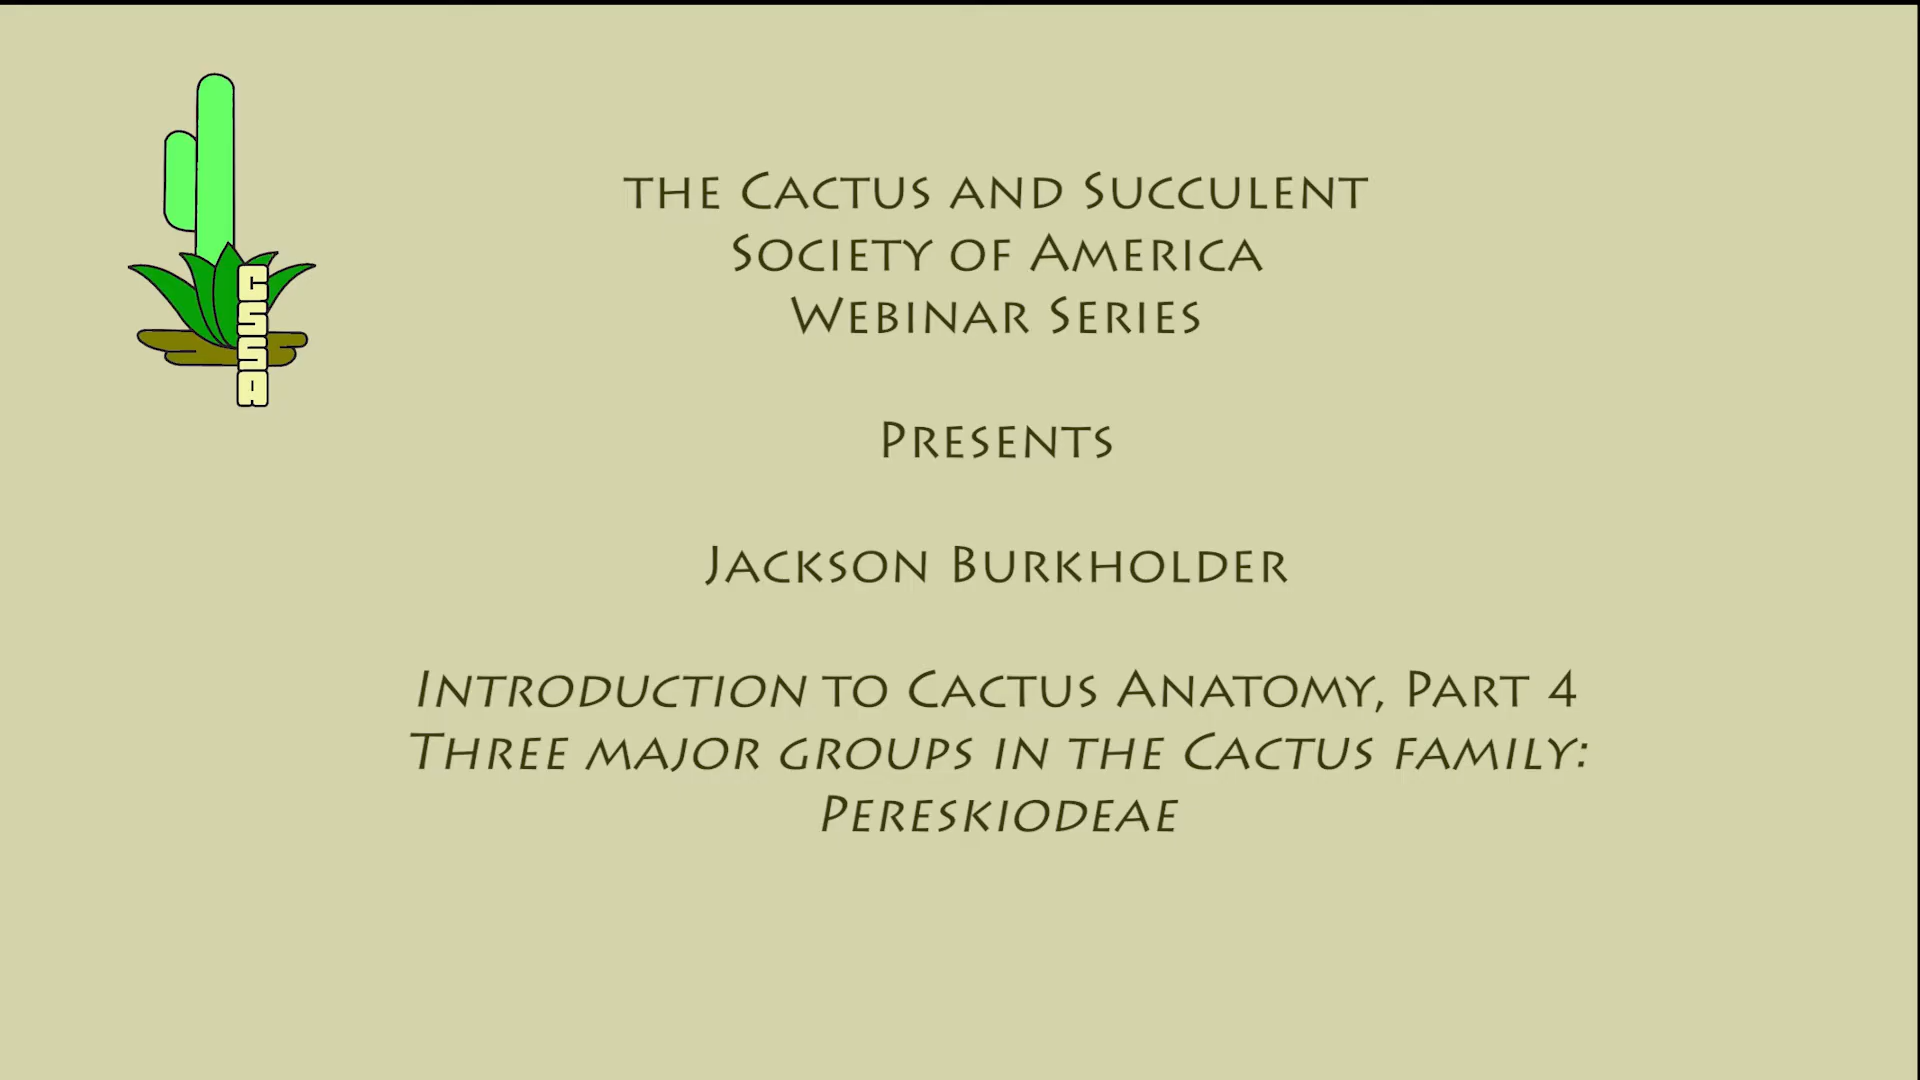 CSSA
the Cactus and Succulent
Society of America
Webinar Series
Presents
Jackson Burkholder
Introduction to Cactus Anatomy, Part 4
Three major groups in the Cactus family:
Pereskiodeae